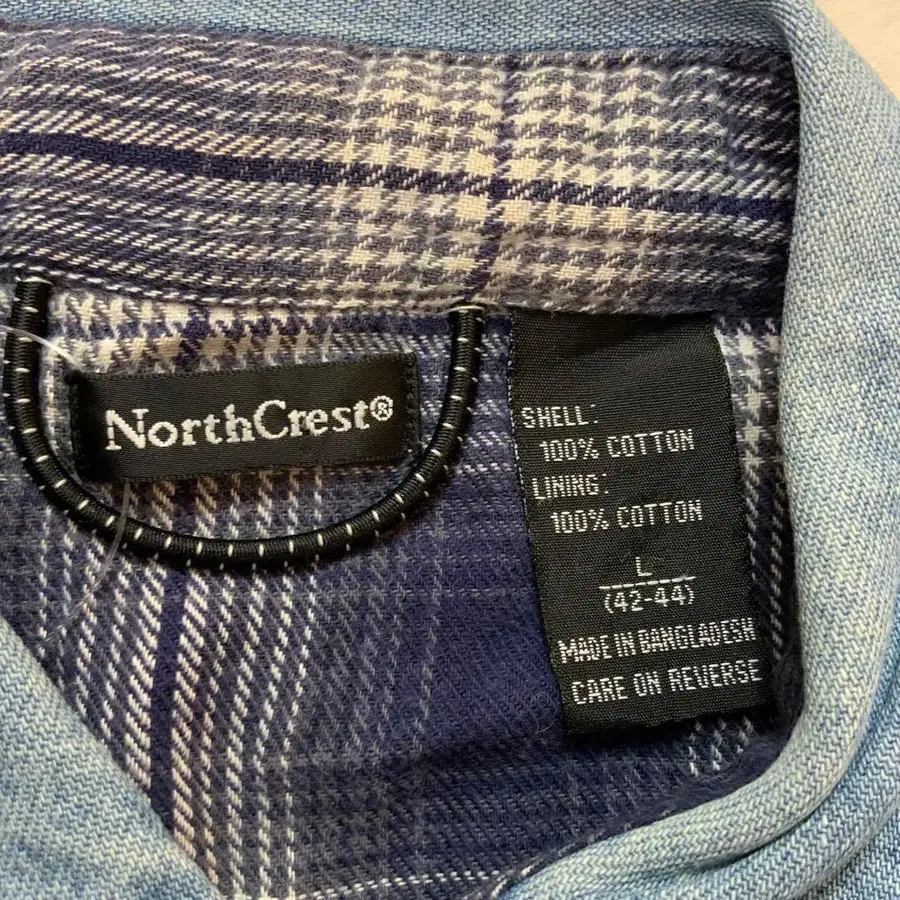 NorthCrest®
SHELL:
100% COTTON
LINING:
100% COTTON
L
(42-44)
MADE IN BANGLADESH
CARE ON REVERSE